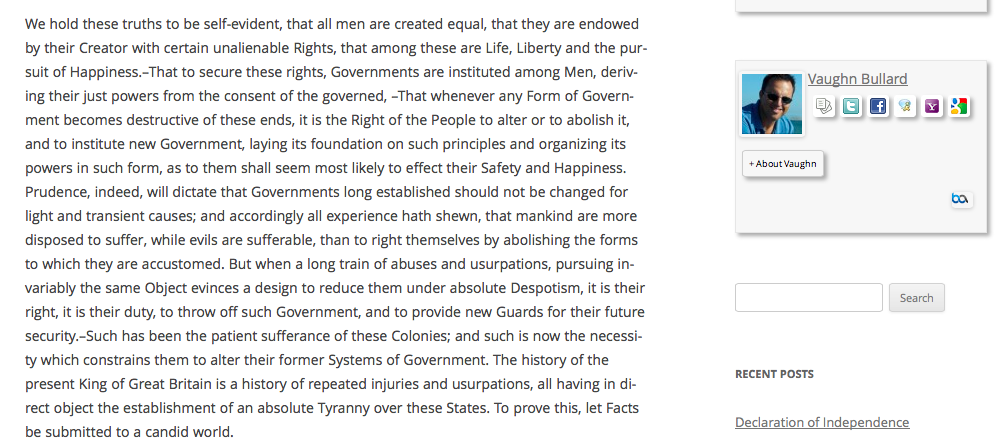 We hold these truths to be self-evident, that all men are created equal, that they are endowed
by their Creator with certain unalienable Rights, that among these are Life, Liberty and the pur-
suit of Happiness.–That to secure these rights, Governments are instituted among Men, deriv-
ing their just powers from the consent of the governed, –That whenever any Form of Govern-
ment becomes destructive of these ends, it is the Right of the People to alter or to abolish it,
and to institute new Government, laying its foundation on such principles and organizing its
powers in such form, as to them shall seem most likely to effect their Safety and Happiness.
Prudence, indeed, will dictate that Governments long established should not be changed for
light and transient causes; and accordingly all experience hath shewn, that mankind are more
disposed to suffer, while evils are sufferable, than to right themselves by abolishing the forms
to which they are accustomed. But when a long train of abuses and usurpations, pursuing in-
variably the same Object evinces a design to reduce them under absolute Despotism, it is their
right, it is their duty, to throw off such Government, and to provide new Guards for their future
security.–Such has been the patient sufferance of these Colonies; and such is now the necessi-
ty which constrains them to alter their former Systems of Government. The history of the
present King of Great Britain is a history of repeated injuries and usurpations, all having in di-
rect object the establishment of an absolute Tyranny over these States. To prove this, let Facts
be submitted to a candid world.
Vaughn Bullard
+ About Vaughn
Search
RECENT POSTS
Declaration of Independence